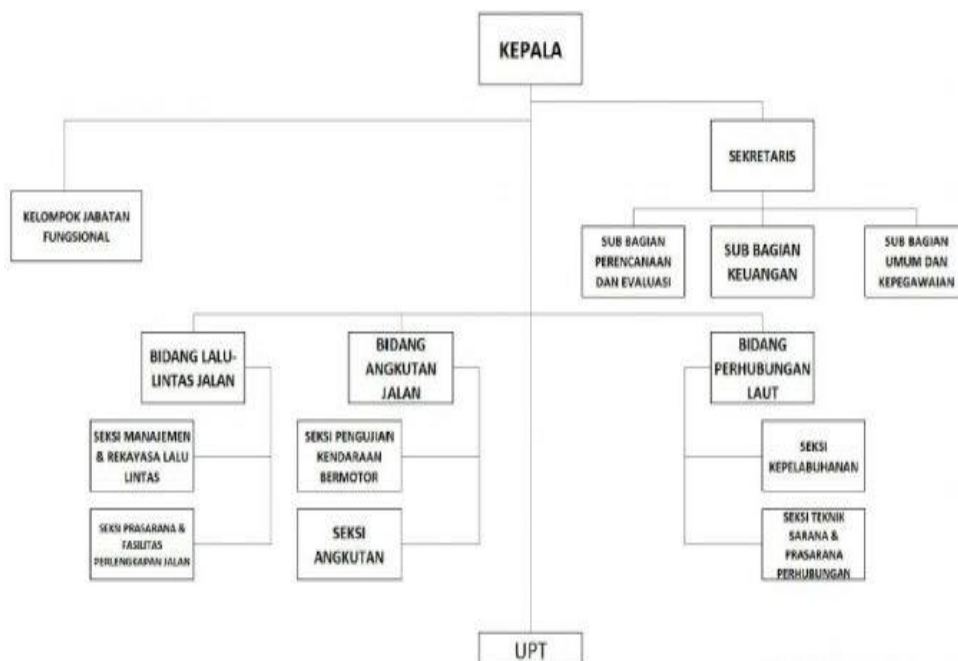 KEPALA
SEKRETARIS
KELOMPOK JABATAN
FUNGSIONAL
SUB BAGIAN
PERENCANAAN
DAN EVALUASI
SUB BAGIAN
KEUANGAN
SUB BAGIAN
UMUM DAN
KEPEGAWAIAN
BIDANG LALU-
LINTAS JALAN
BIDANG
ANGKUTAN
JALAN
BIDANG
PERHUBUNGAN
LAUT
SEKSI MANAJEMEN
& REKAYASA LALU
LINTAS
SEKSI PENGUJIAN
KENDARAAN
BERMOTOR
SEKSI
KEPELABUHANAN
SEKSI PRASARANA &
FASILITAS
PERLENGKAPAN JALAN
SEKSI
ANGKUTAN
SEKSI TEKNIK
SARANA &
PRASARANA
PERHUBUNGAN
UPT